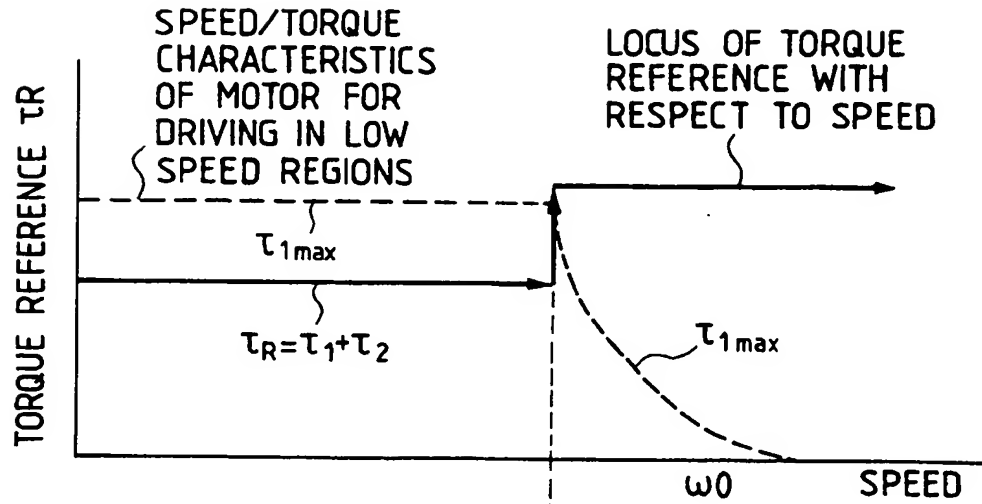 SPEED/TORQUE
CHARACTERISTICS
OF MOTOR FOR
DRIVING IN LOW
SPEED REGIONS
LOCUS OF TORQUE
REFERENCE WITH
RESPECT TO SPEED
TORQUE REFERENCE τR
τ1max
τR=τ1+τ2
τ1max
ω0
SPEED